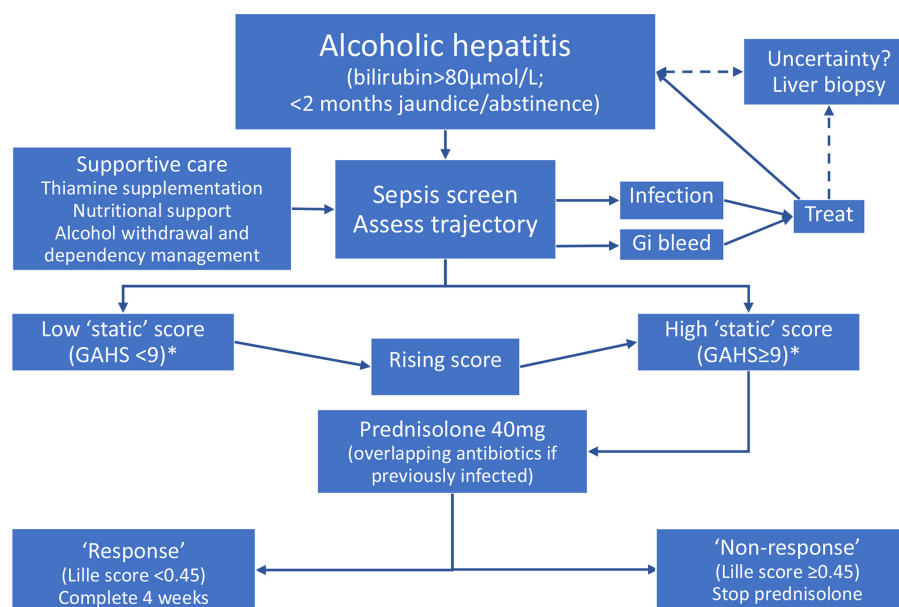 Alcoholic hepatitis
(bilirubin>80µmol/L;
<2 months jaundice/abstinence)
Uncertainty?
Liver biopsy
Supportive care
Thiamine supplementation
Nutritional support
Alcohol withdrawal and
dependency management
Sepsis screen
Assess trajectory
Infection
Gi bleed
Treat
Low ‘static’ score
(GAHS <9)*
Rising score
High ‘static’ score
(GAHS≥9)*
Prednisolone 40mg
(overlapping antibiotics if
previously infected)
‘Response’
(Lille score <0.45)
Complete 4 weeks
‘Non-response’
(Lille score ≥0.45)
Stop prednisolone